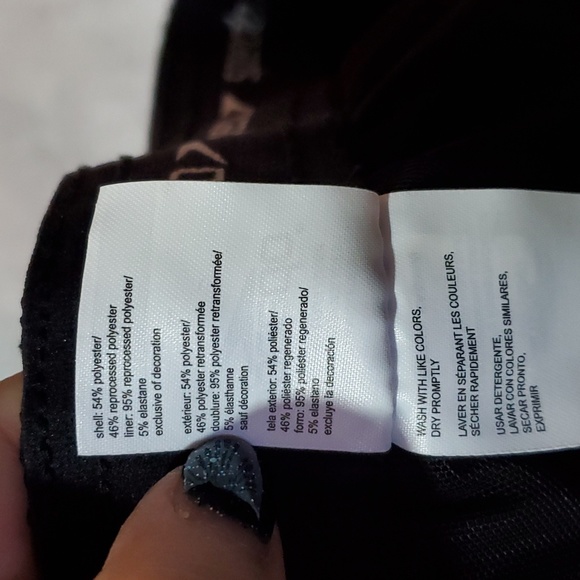 shell: 54% polyester/
46% reprocessed polyester
liner: 95% reprocessed polyester/
5% elastane
exclusive of decoration
extérieur: 54% polyester/
46% polyester retransformée
doublure: 95% polyester retransformée/
5% élasthanne
sauf décoration
tela exterior: 54% poliéster/
46% poliéster regenerado
forro: 95% poliéster regenerado/
5% elastano
excluye la decoración
WASH WITH LIKE COLORS,
DRY PROMPTLY
LAVER EN SÉPARANT LES COULEURS,
SÉCHER RAPIDEMENT
USAR DETERGENTE,
LAVAR CON COLORES SIMILARES,
SECAR PRONTO,
EXPRIMIR